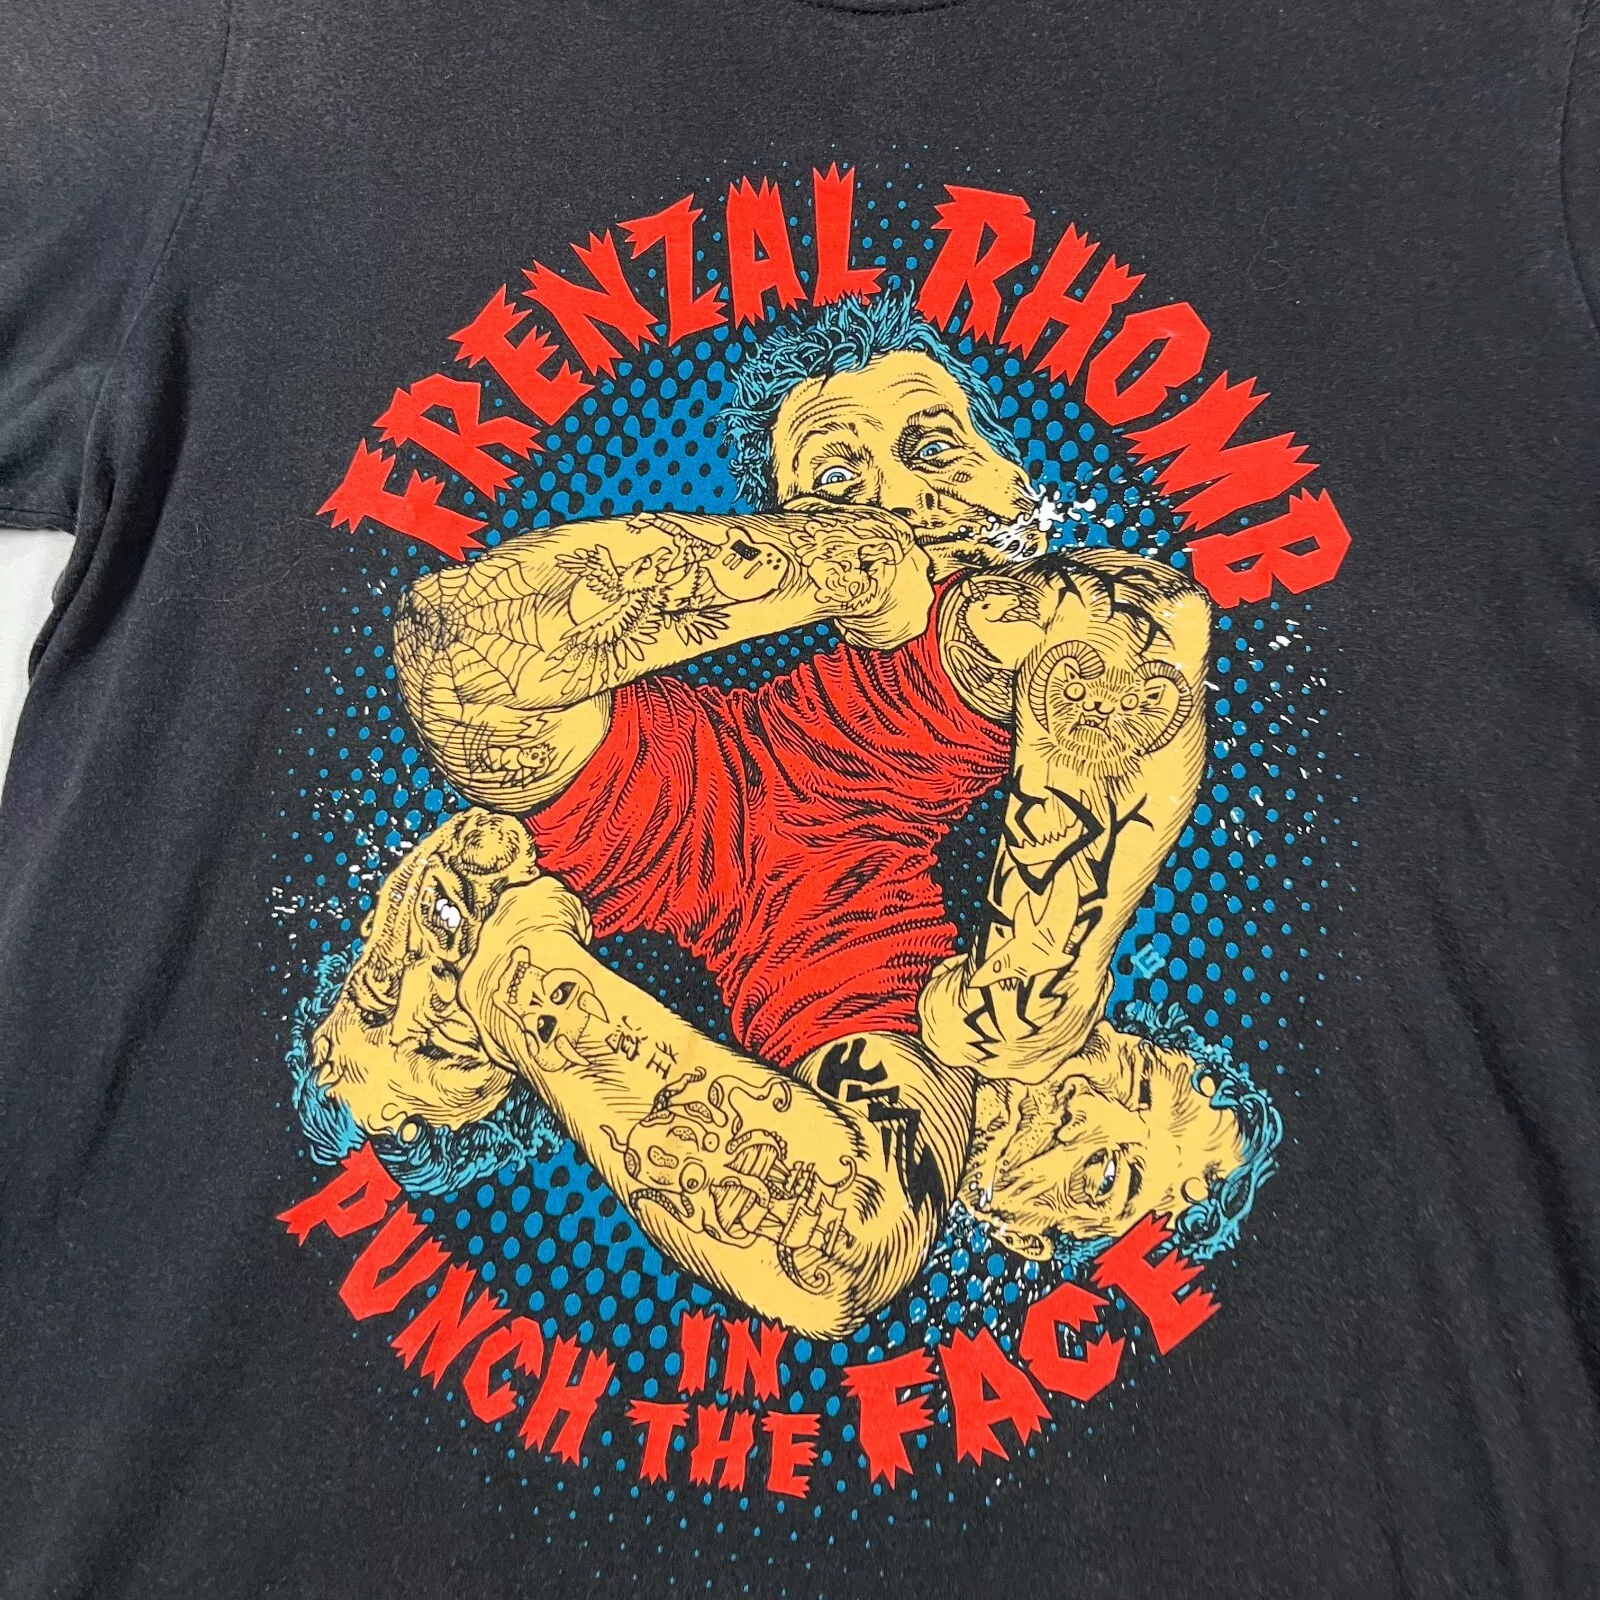 FRENZAL RHOMB
PUNCH IN THE FACE